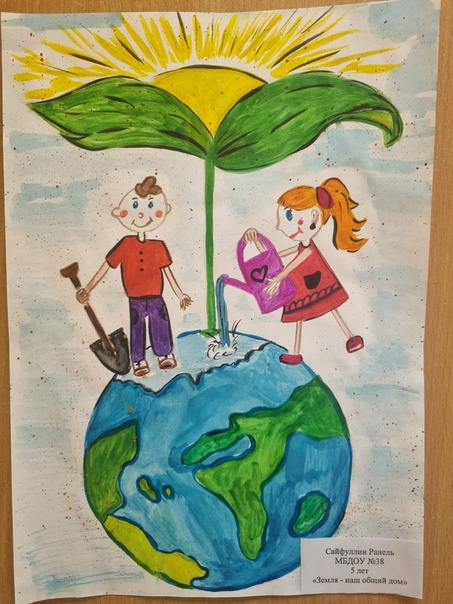 Сайфуллин Ранель
МБДОУ №38
5 лет
«Земля - наш общий дом»